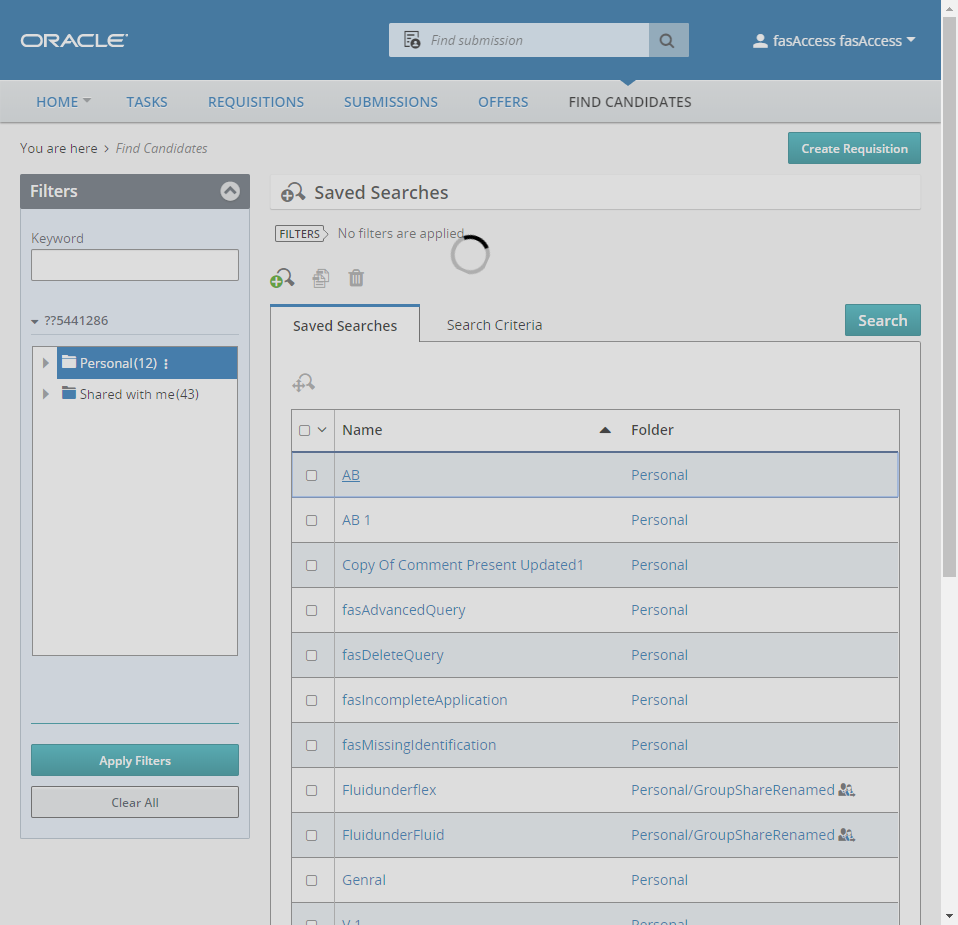 ORACLE
Find submission
fasAccess fasAccess
HOME TASKS REQUISITIONS SUBMISSIONS OFFERS FIND CANDIDATES
You are here > Find Candidates
Create Requisition
Filters
Keyword
??5441286
Personal(12)
Shared with me(43)
Apply Filters
Clear All
Saved Searches
FILTERS No filters are applied
Saved Searches Search Criteria
Search
Name Folder
AB Personal
AB 1 Personal
Copy Of Comment Present Updated1 Personal
fasAdvancedQuery Personal
fasDeleteQuery Personal
fasIncompleteApplication Personal
fasMissingIdentification Personal
Fluidunderflex Personal/GroupShareRenamed
FluidunderFluid Personal/GroupShareRenamed
Genral Personal
V 1 Personal